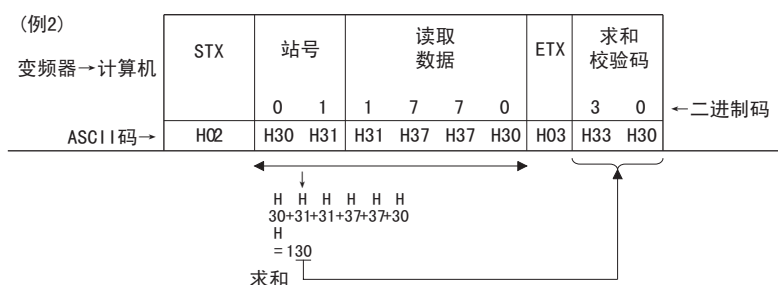 (例2)
变频器→计算机
STX 站号 读取数据 ETX 求和校验码
0 1 1 7 7 0 3 0 ←二进制码
ASCII码→ H02 H30 H31 H31 H37 H37 H30 H03 H33 H30
↓
H H H H H H
30+31+31+37+37+30
H
=130
求和